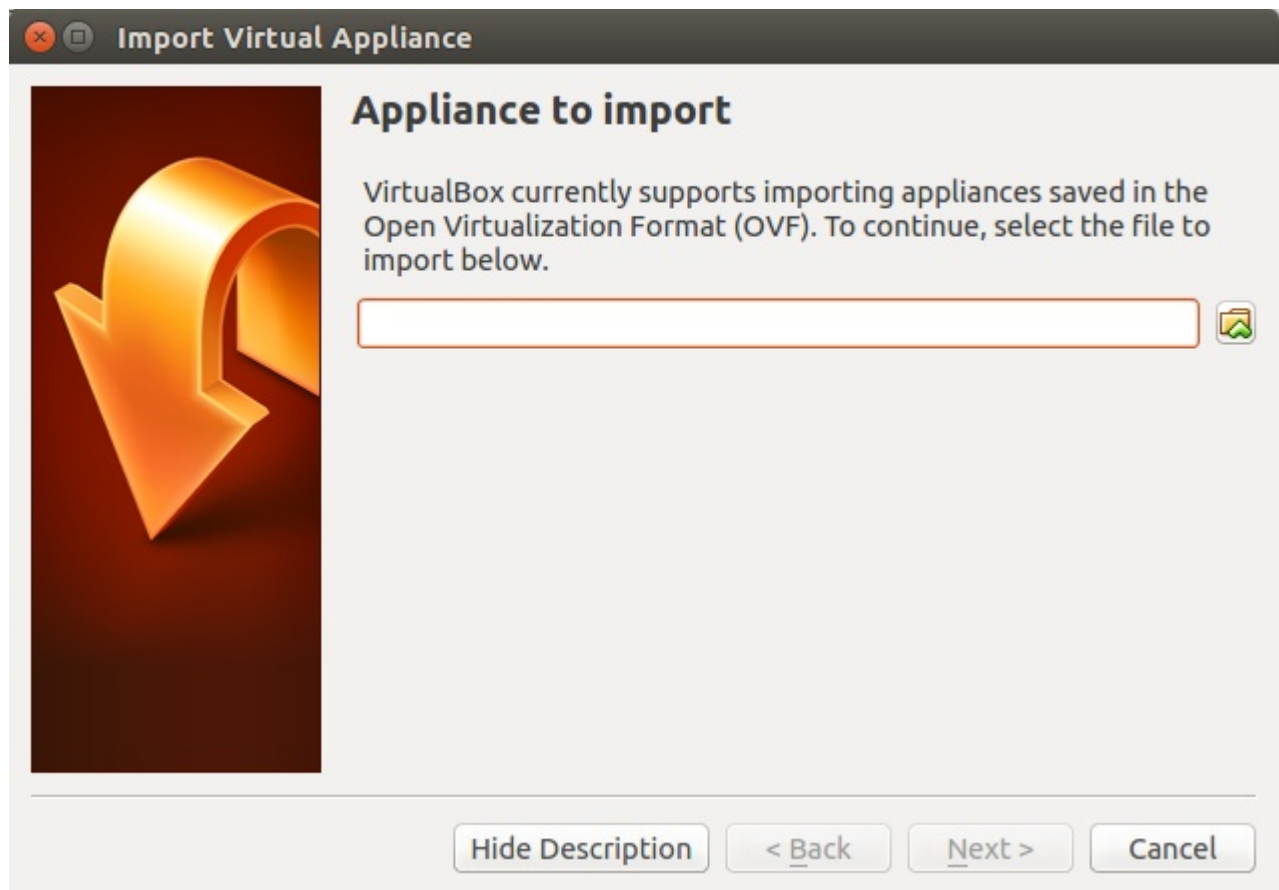 Import Virtual Appliance
Appliance to import
VirtualBox currently supports importing appliances saved in the
Open Virtualization Format (OVF). To continue, select the file to
import below.
Hide Description < Back Next > Cancel